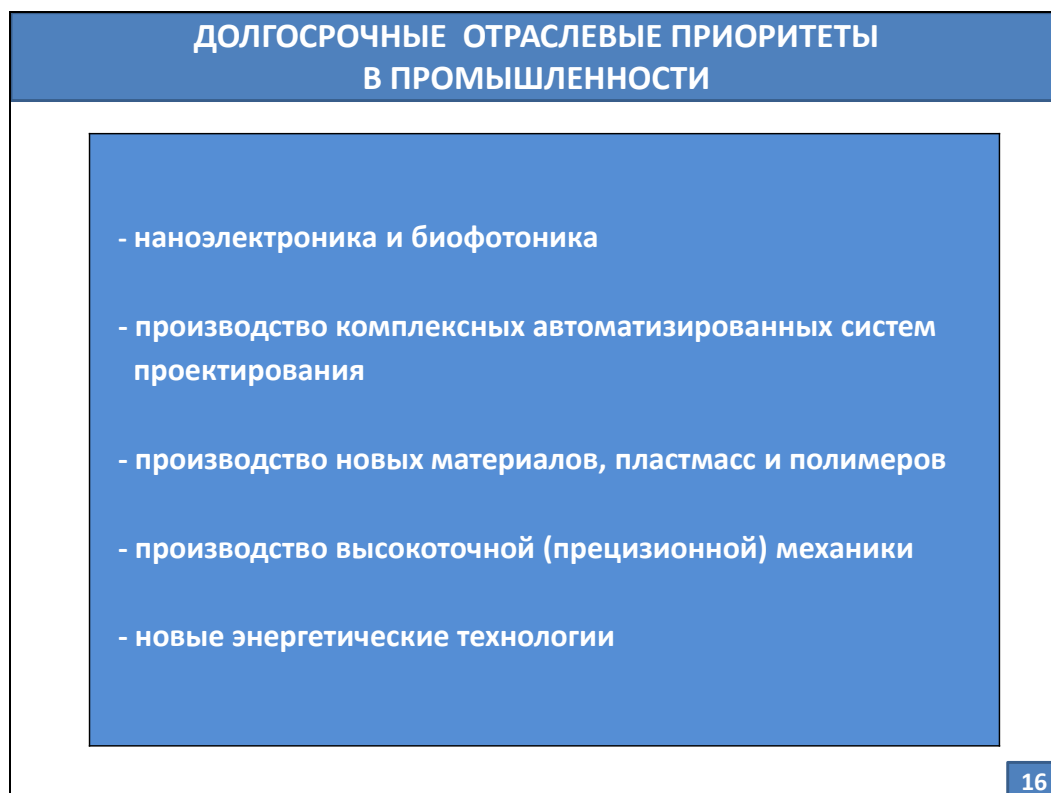 ДОЛГОСРОЧНЫЕ ОТРАСЛЕВЫЕ ПРИОРИТЕТЫ
В ПРОМЫШЛЕННОСТИ
- наноэлектроника и биофотоника
- производство комплексных автоматизированных систем
проектирования
- производство новых материалов, пластмасс и полимеров
- производство высокоточной (прецизионной) механики
- новые энергетические технологии
16